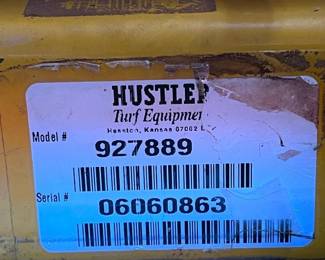 HUSTLER
Turf Equipmen
Hesston, Kansas 67062
Model #
927889
Serial #
06060863